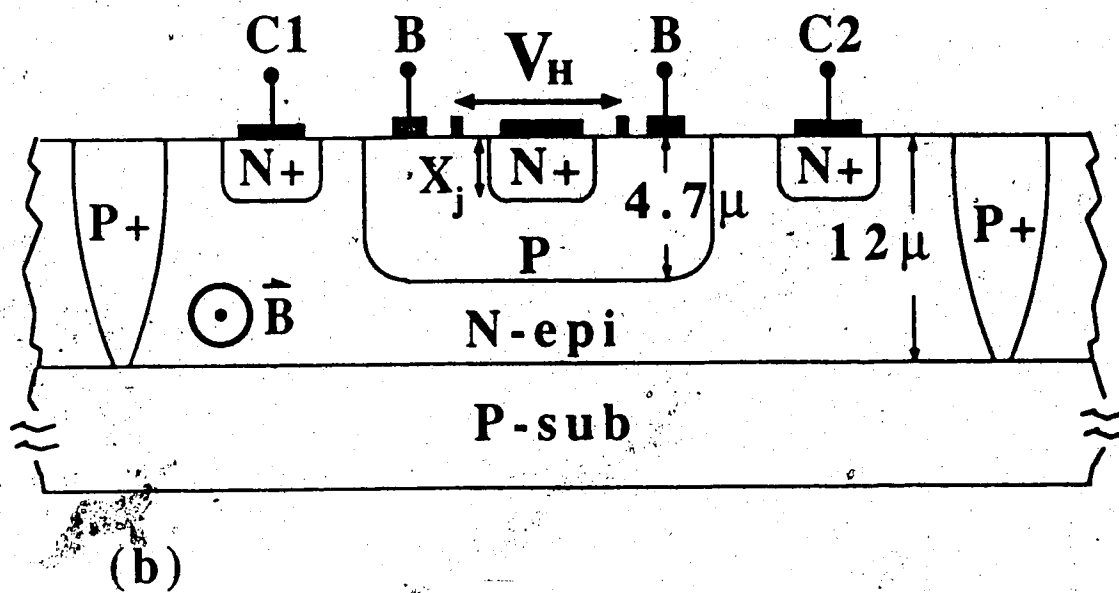 C1 B V_H B C2
N+ X_j N+ 4.7μ N+
P+ P 12μ P+
B⃗ N-epi
P-sub
(b)